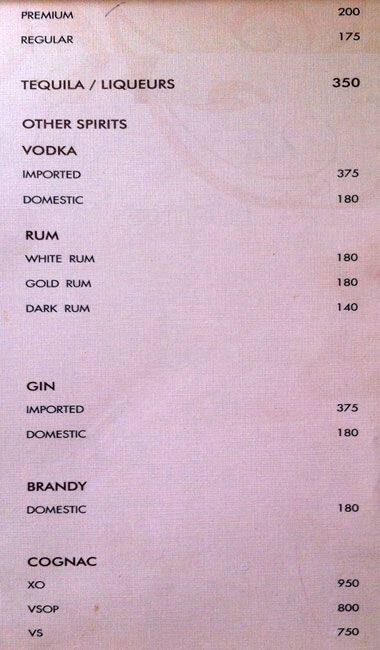 PREMIUM 200
REGULAR 175
TEQUILA / LIQUEURS 350
OTHER SPIRITS
VODKA
IMPORTED 375
DOMESTIC 180
RUM
WHITE RUM 180
GOLD RUM 180
DARK RUM 140
GIN
IMPORTED 375
DOMESTIC 180
BRANDY
DOMESTIC 180
COGNAC
XO 950
VSOP 800
VS 750